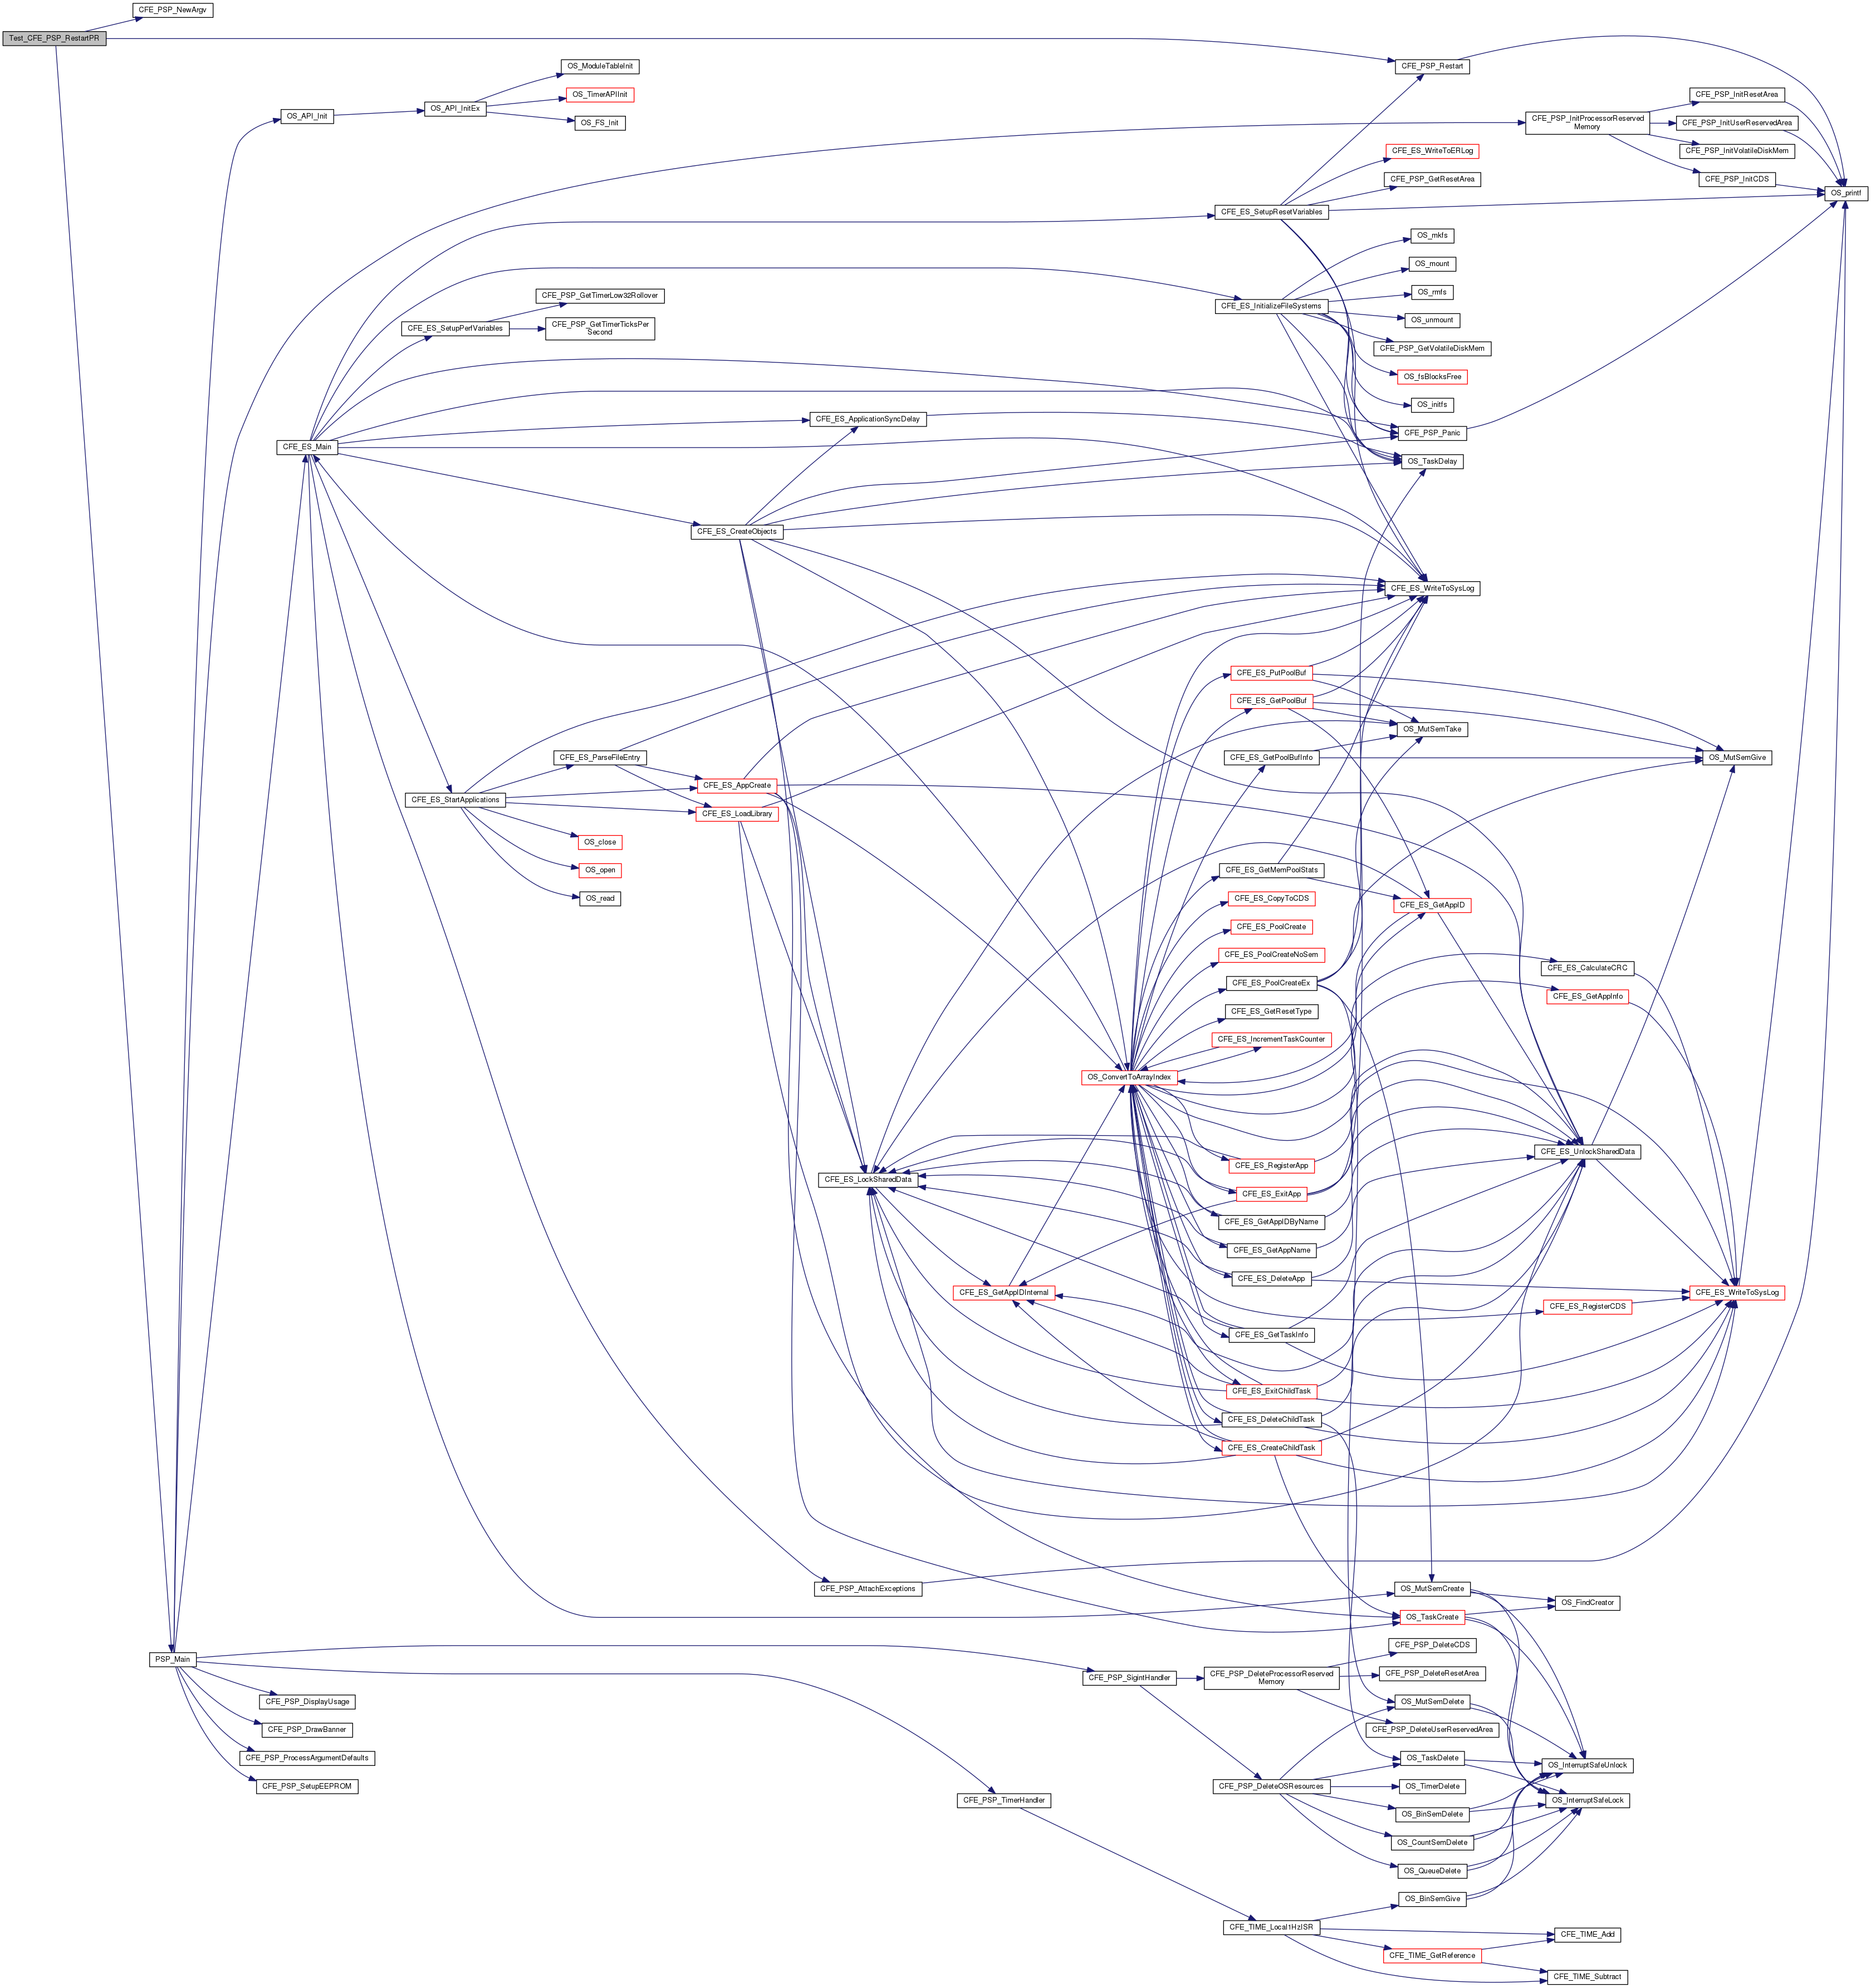 CFE_PSP_NewArgv
Test_CFE_PSP_RestartPR
OS_ModuleTableInit
CFE_PSP_Restart
OS_TimerAPIInit
CFE_PSP_InitResetArea
OS_API_InitEx
OS_API_Init
OS_FS_Init
CFE_PSP_InitProcessorReserved
Memory
CFE_PSP_InitUserReservedArea
CFE_ES_WriteToERLog
CFE_PSP_InitVolatileDiskMem
CFE_PSP_GetResetArea
CFE_PSP_InitCDS
OS_printf
CFE_ES_SetupResetVariables
OS_mkfs
OS_mount
OS_rmfs
CFE_PSP_GetTimerLow32Rollover
CFE_ES_InitializeFileSystems
OS_unmount
CFE_ES_SetupPerfVariables
CFE_PSP_GetTimerTicksPer
Second
CFE_PSP_GetVolatileDiskMem
OS_fsBlocksFree
OS_initfs
CFE_ES_ApplicationSyncDelay
CFE_PSP_Panic
CFE_ES_Main
OS_TaskDelay
CFE_ES_CreateObjects
CFE_ES_WriteToSysLog
CFE_ES_PutPoolBuf
CFE_ES_GetPoolBuf
OS_MutSemTake
CFE_ES_ParseFileEntry
CFE_ES_GetPoolBufInfo
OS_MutSemGive
CFE_ES_AppCreate
CFE_ES_StartApplications
CFE_ES_LoadLibrary
OS_close
OS_open
CFE_ES_GetMemPoolStats
OS_read
CFE_ES_CopyToCDS
CFE_ES_GetAppID
CFE_ES_PoolCreate
CFE_ES_PoolCreateNoSem
CFE_ES_CalculateCRC
CFE_ES_PoolCreateEx
CFE_ES_GetAppInfo
CFE_ES_GetResetType
CFE_ES_IncrementTaskCounter
OS_ConvertToArrayIndex
CFE_ES_UnlockSharedData
CFE_ES_RegisterApp
CFE_ES_LockSharedData
CFE_ES_ExitApp
CFE_ES_GetAppIDByName
CFE_ES_GetAppName
CFE_ES_DeleteApp
CFE_ES_GetAppIDInternal
CFE_ES_WriteToSysLog
CFE_ES_RegisterCDS
CFE_ES_GetTaskInfo
CFE_ES_ExitChildTask
CFE_ES_DeleteChildTask
CFE_ES_CreateChildTask
CFE_PSP_AttachExceptions
OS_MutSemCreate
OS_FindCreator
OS_TaskCreate
CFE_PSP_DeleteCDS
PSP_Main
CFE_PSP_SigintHandler
CFE_PSP_DeleteProcessorReserved
Memory
CFE_PSP_DeleteResetArea
CFE_PSP_DisplayUsage
OS_MutSemDelete
CFE_PSP_DrawBanner
CFE_PSP_DeleteUserReservedArea
CFE_PSP_ProcessArgumentDefaults
OS_TaskDelete
OS_InterruptSafeUnlock
CFE_PSP_SetupEEPROM
CFE_PSP_DeleteOSResources
OS_TimerDelete
CFE_PSP_TimerHandler
OS_InterruptSafeLock
OS_BinSemDelete
OS_CountSemDelete
OS_QueueDelete
OS_BinSemGive
CFE_TIME_Local1HzISR
CFE_TIME_Add
CFE_TIME_GetReference
CFE_TIME_Subtract